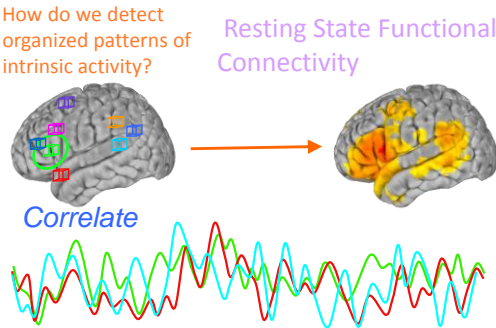 How do we detect
organized patterns of
intrinsic activity?
Resting State Functional
Connectivity
Correlate